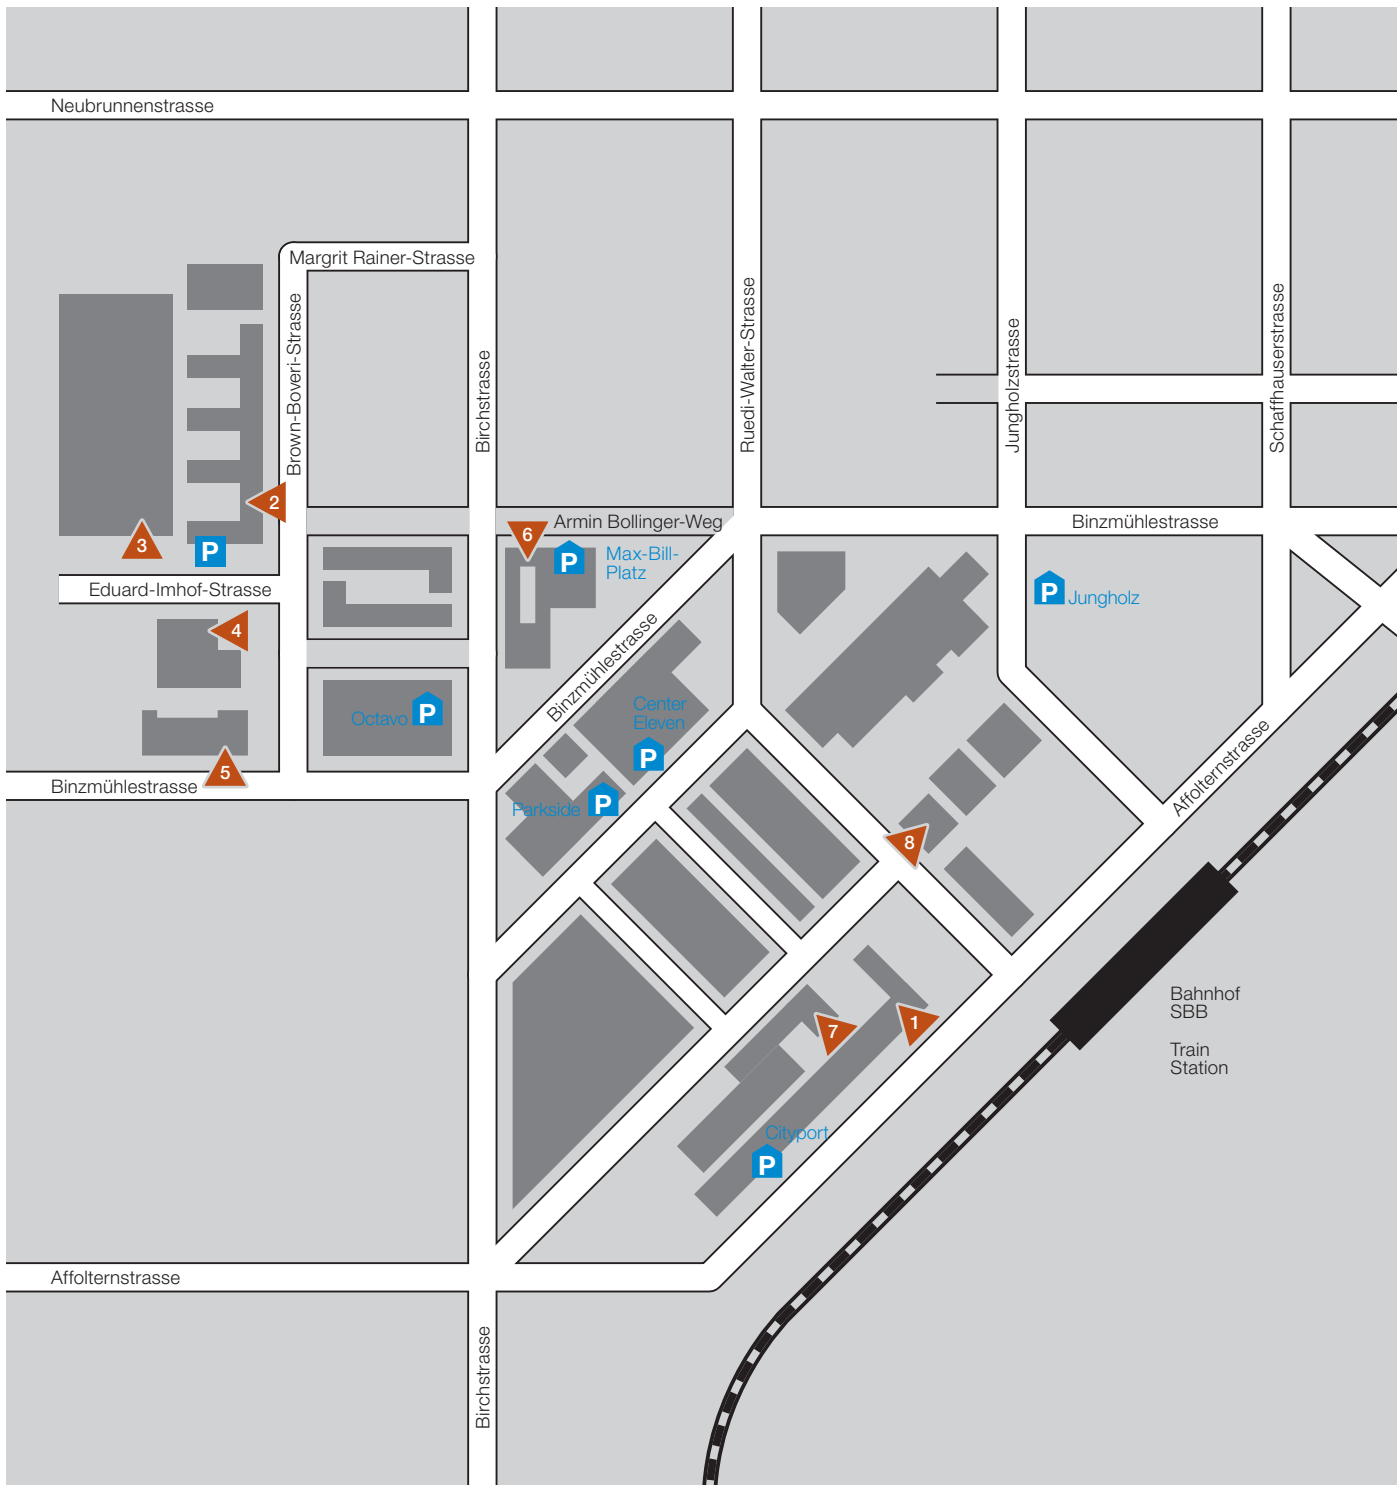 Neubrunnenstrasse
Margrit Rainer-Strasse
Brown-Boveri-Strasse
Birchstrasse
Ruedi-Walter-Strasse
Jungholzstrasse
Schaffhauserstrasse
2
3
P
6
Armin Bollinger-Weg
P
Max-Bill-
Platz
Binzmühlestrasse
P
Jungholz
Eduard-Imhof-Strasse
4
Binzmühlestrasse
Octavo
P
Center
Eleven
P
5
Binzmühlestrasse
Parkside
P
Affolternstrasse
8
Bahnhof
SBB
Train
Station
7
1
Cityport
P
Affolternstrasse
Birchstrasse